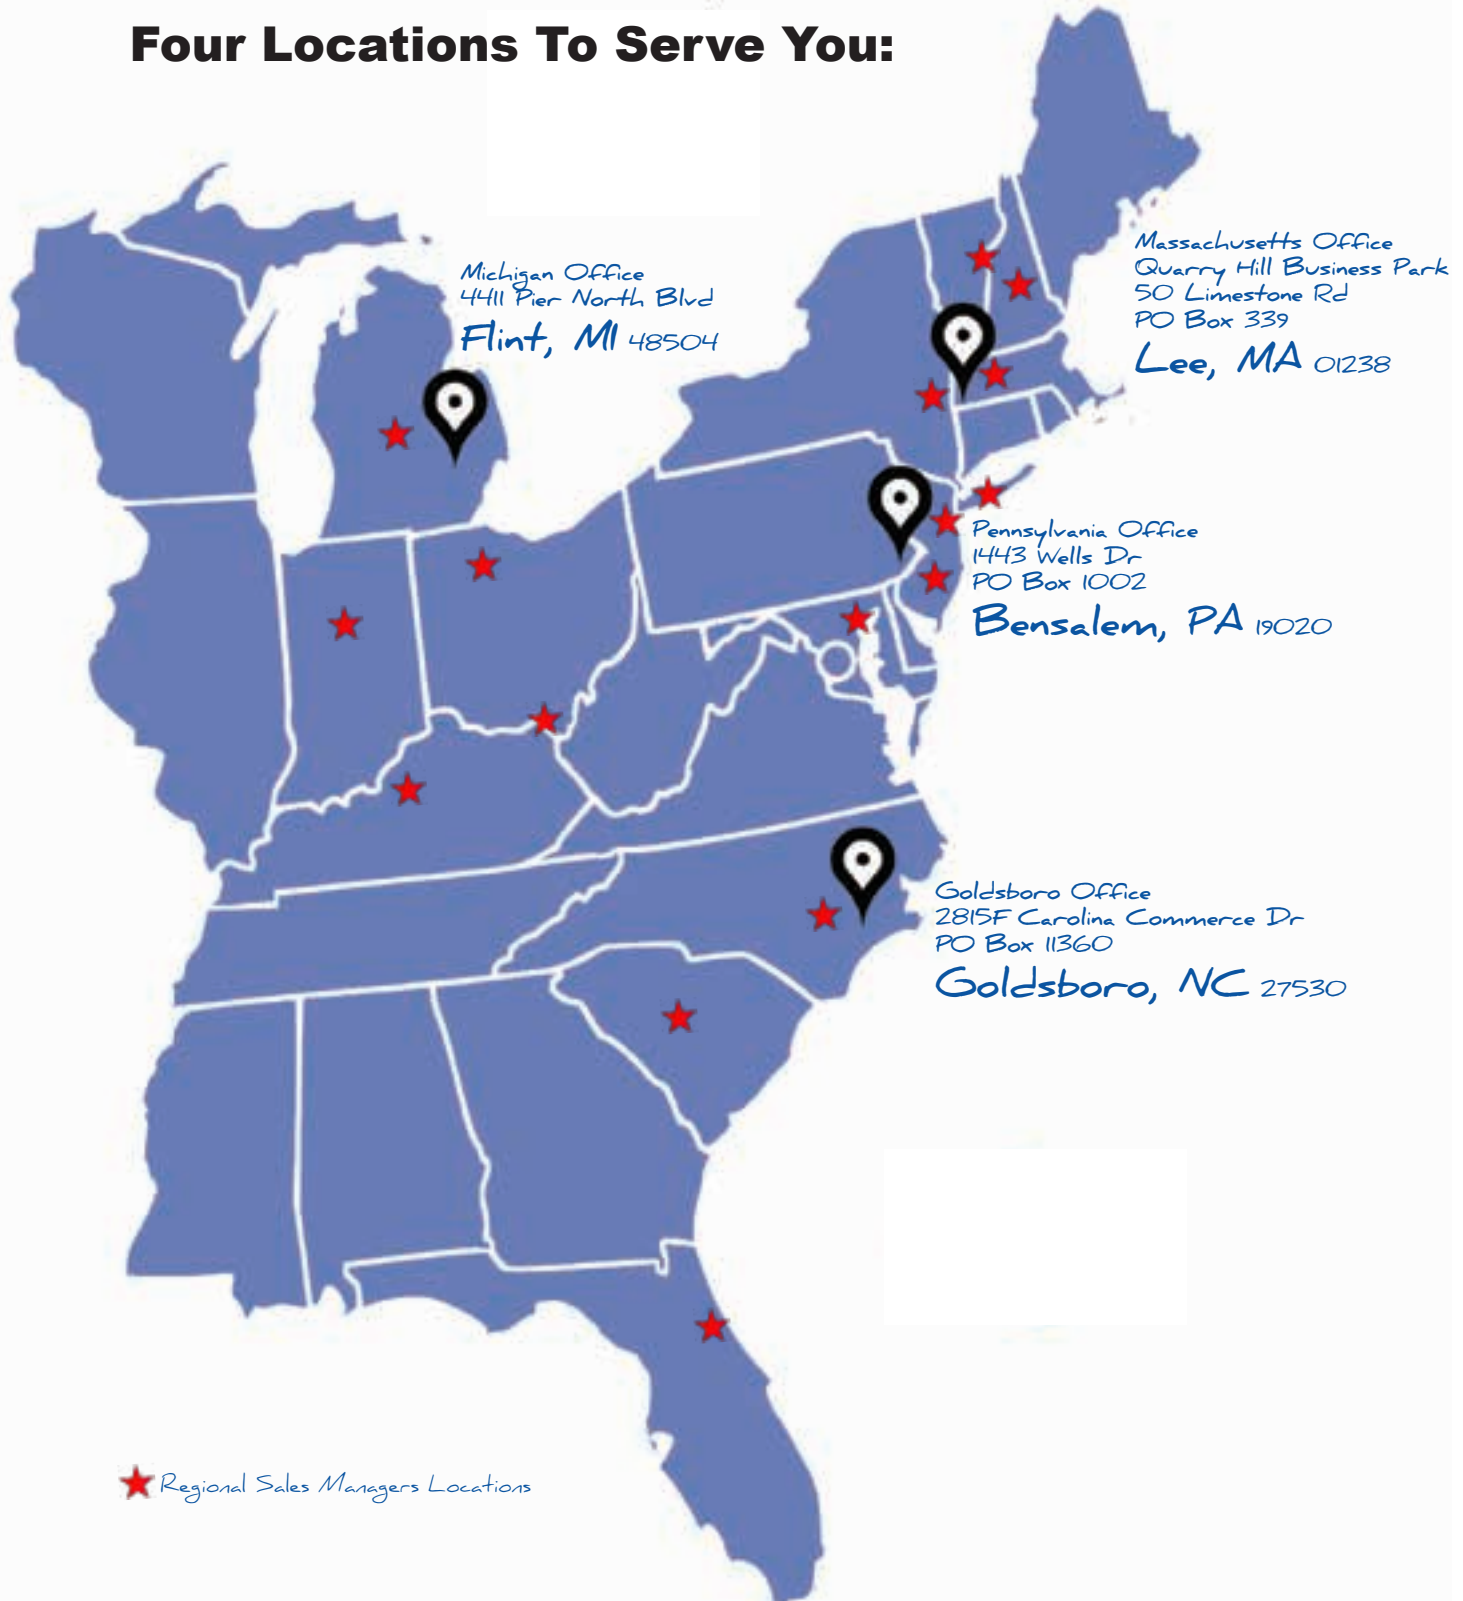 Four Locations To Serve You:
Massachusetts Office
Quarry Hill Business Park
50 Limestone Rd
PO Box 339
Lee, MA 01238
Michigan Office
4411 Pier North Blvd
Flint, MI 48504
Pennsylvania Office
1443 Wells Dr
PO Box 1002
Bensalem, PA 19020
Goldsboro Office
2815F Carolina Commerce Dr
PO Box 11360
Goldsboro, NC 27530
Regional Sales Managers Locations